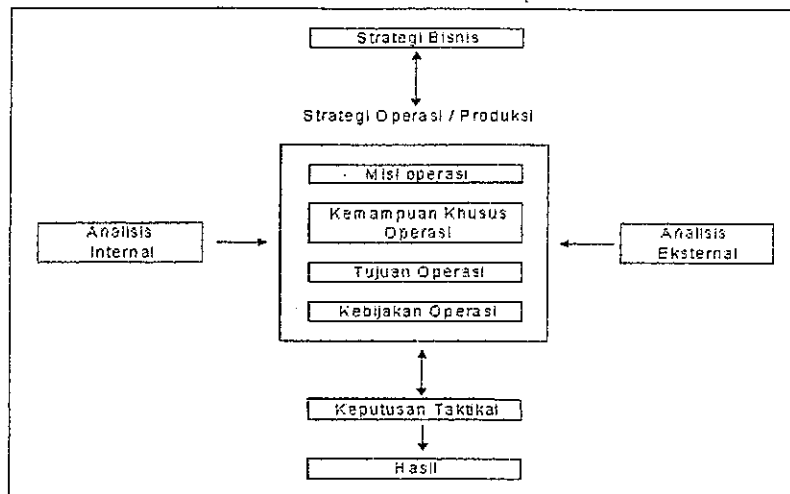 Strategi Bisnis
Strategi Operasi / Produksi
Misi operasi
Kemampuan Khusus
Operasi
Analisis
Internal
Analisis
Eksternal
Tujuan Operasi
Kebijakan Operasi
Keputusan Taktikal
Hasil